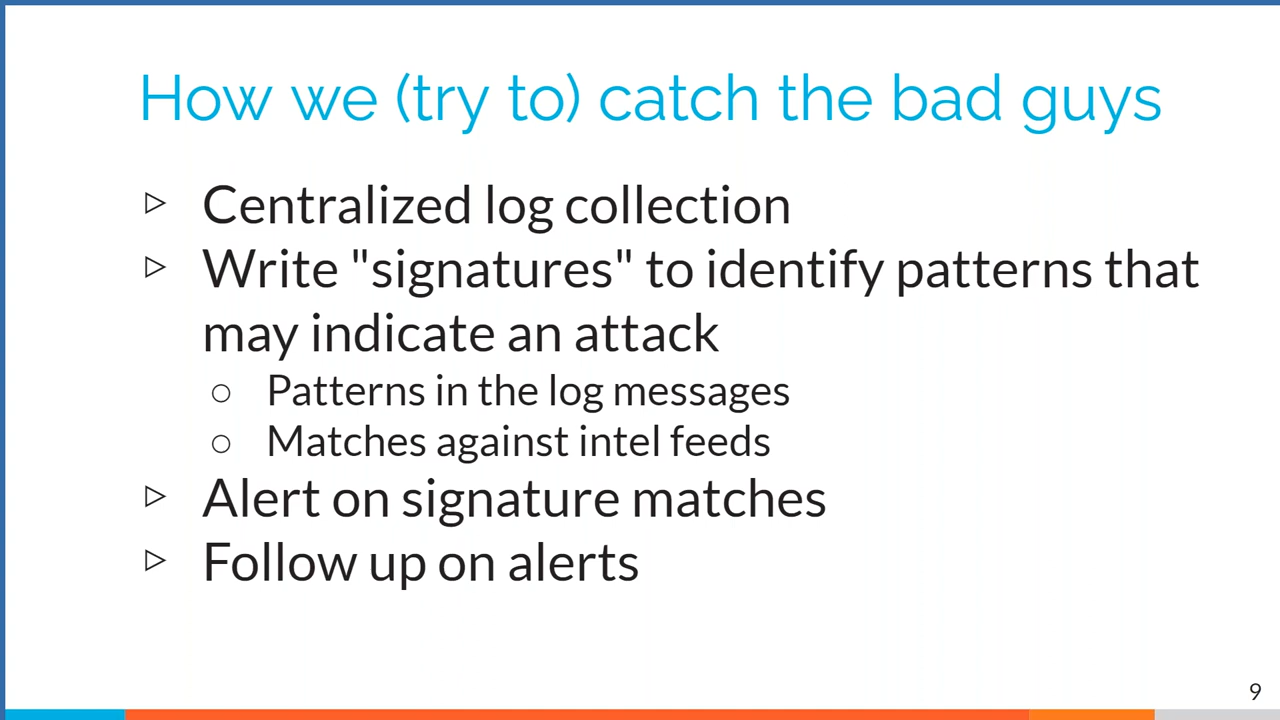 How we (try to) catch the bad guys
▷ Centralized log collection
▷ Write "signatures" to identify patterns that
may indicate an attack
○ Patterns in the log messages
○ Matches against intel feeds
▷ Alert on signature matches
▷ Follow up on alerts
9